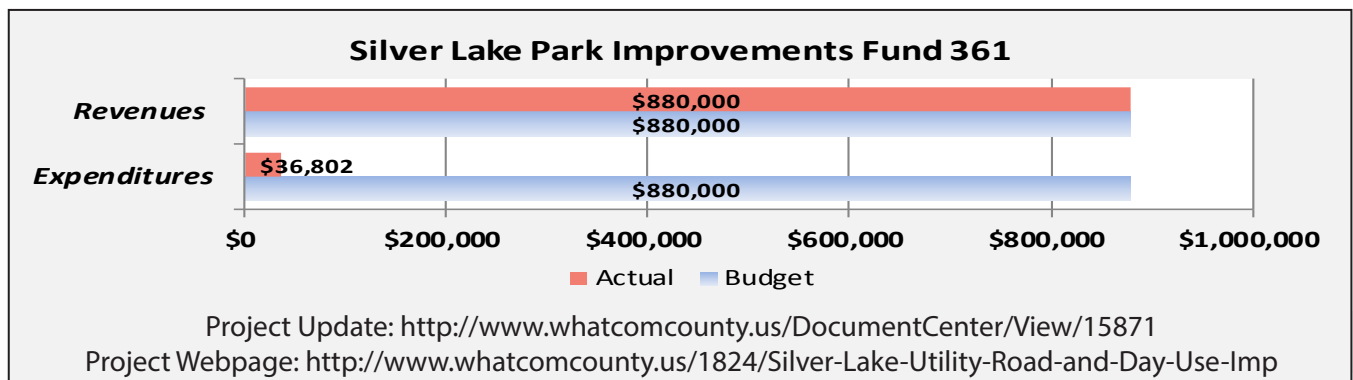 Silver Lake Park Improvements Fund 361
Revenues
$880,000
$880,000
Expenditures
$36,802
$880,000
$0 $200,000 $400,000 $600,000 $800,000 $1,000,000
Actual Budget
Project Update: http://www.whatcomcounty.us/DocumentCenter/View/15871
Project Webpage: http://www.whatcomcounty.us/1824/Silver-Lake-Utility-Road-and-Day-Use-Imp